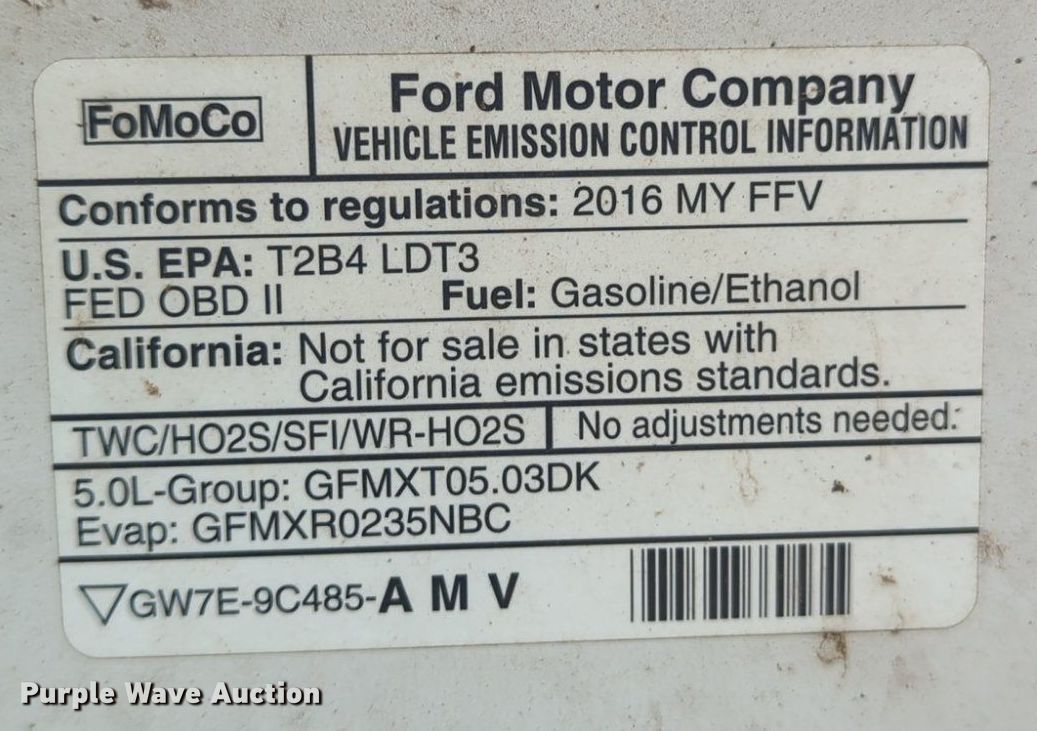 FoMoCo
Ford Motor Company
VEHICLE EMISSION CONTROL INFORMATION
Conforms to regulations: 2016 MY FFV
U.S. EPA: T2B4 LDT3
FED OBD II Fuel: Gasoline/Ethanol
California: Not for sale in states with
California emissions standards.
TWC/HO2S/SFI/WR-HO2S No adjustments needed.
5.0L-Group: GFMXT05.03DK
Evap: GFMXR0235NBC
GW7E-9C485-A M V
Purple Wave Auction